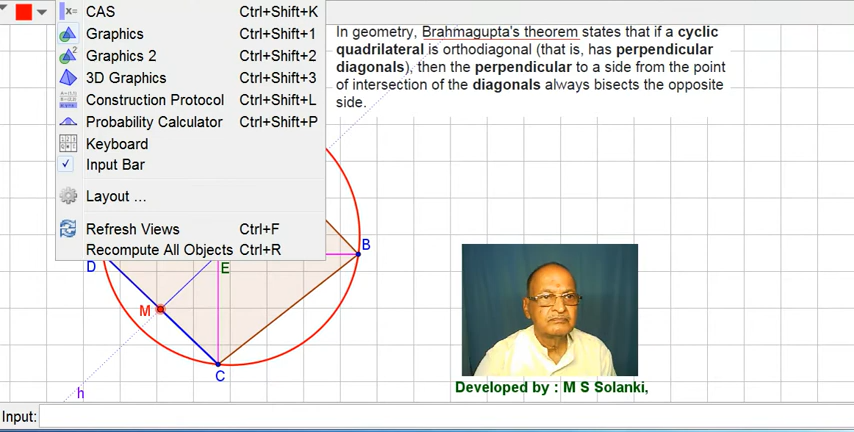 CAS Ctrl+Shift+K
Graphics Ctrl+Shift+1
Graphics 2 Ctrl+Shift+2
3D Graphics Ctrl+Shift+3
Construction Protocol Ctrl+Shift+L
Probability Calculator Ctrl+Shift+P
Keyboard
Input Bar
Layout ...
Refresh Views Ctrl+F
Recompute All Objects Ctrl+R
In geometry, Brahmagupta's theorem states that if a cyclic
quadrilateral is orthodiagonal (that is, has perpendicular
diagonals), then the perpendicular to a side from the point
of intersection of the diagonals always bisects the opposite
side.
B
D
E
M
C
h
Developed by : M S Solanki,
Input: